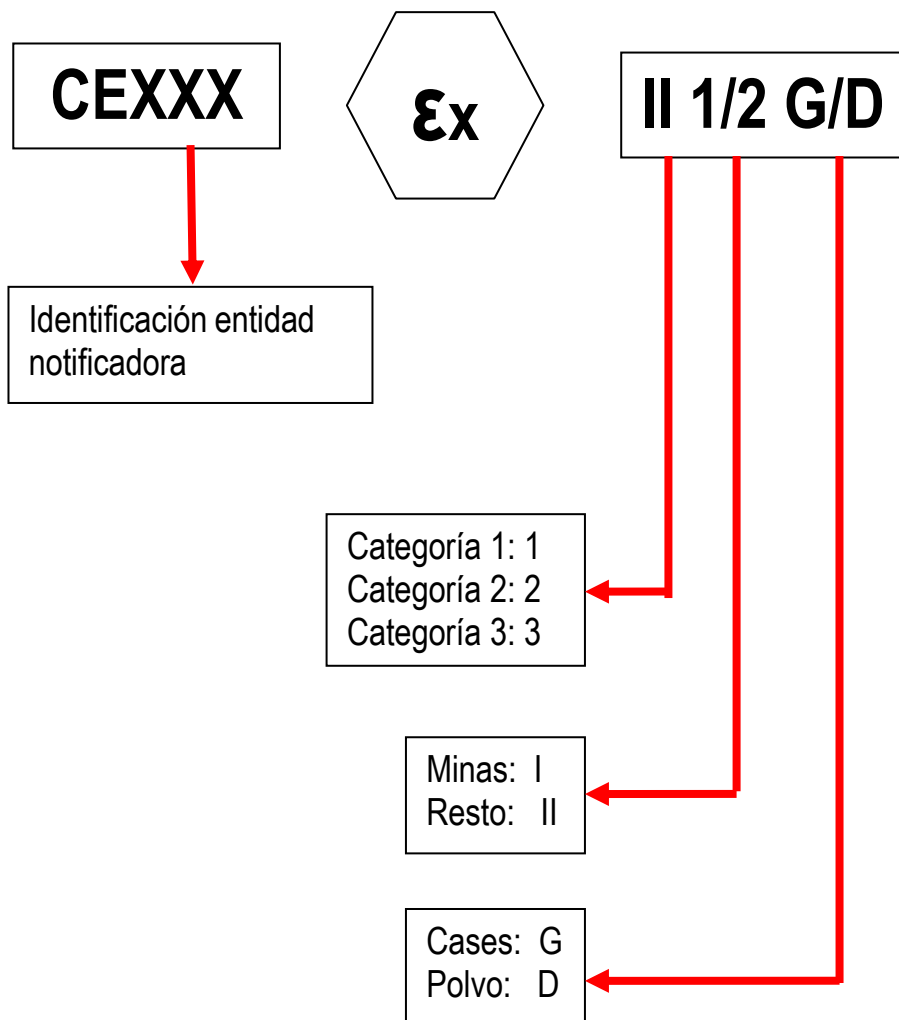 CEXXX
εx
II 1/2 G/D
Identificación entidad
notificadora
Categoría 1: 1
Categoría 2: 2
Categoría 3: 3
Minas: I
Resto: II
Cases: G
Polvo: D